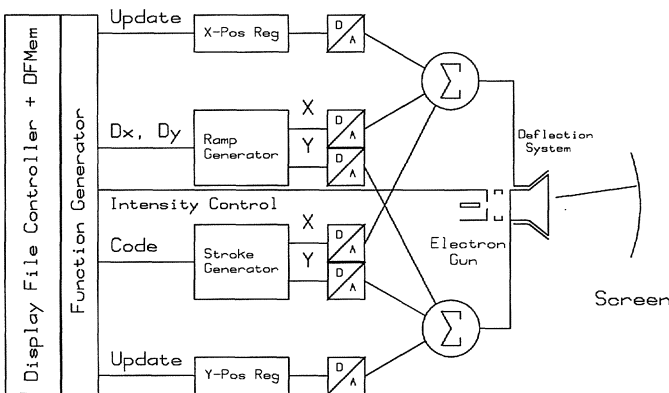 Display File Controller + DFMem
Function Generator
Update
X-Pos Reg
D
A
Σ
Dx, Dy
Ramp
Generator
X
D
A
Y
D
A
Deflection
System
Intensity Control
Code
Stroke
Generator
X
D
A
Y
D
A
Electron
Gun
Screen
Σ
Update
Y-Pos Reg
D
A